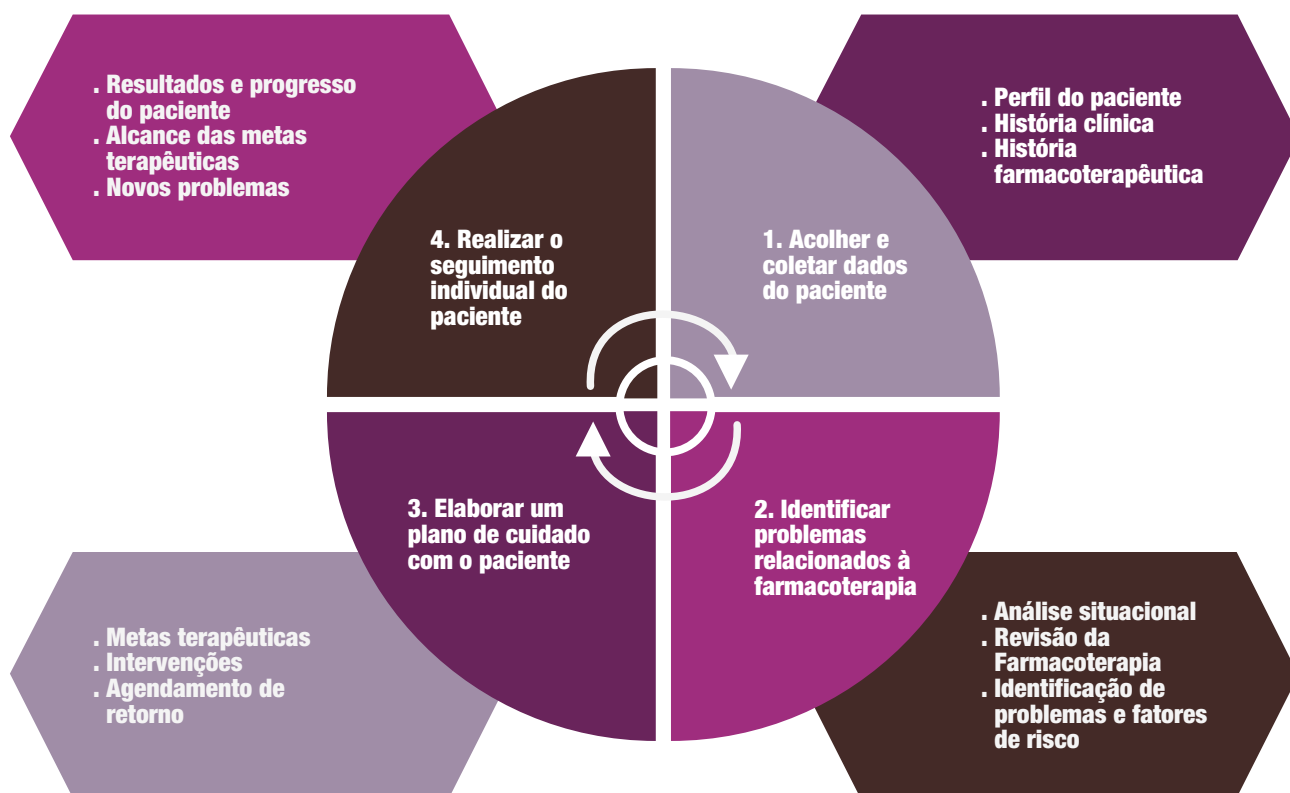 . Resultados e progresso
do paciente
. Alcance das metas
terapêuticas
. Novos problemas
. Perfil do paciente
. História clínica
. História
farmacoterapêutica
4. Realizar o
seguimento
individual do
paciente
1. Acolher e
coletar dados
do paciente
3. Elaborar um
plano de cuidado
com o paciente
2. Identificar
problemas
relacionados à
farmacoterapia
. Metas terapêuticas
. Intervenções
. Agendamento de
retorno
. Análise situacional
. Revisão da
Farmacoterapia
. Identificação de
problemas e fatores
de risco